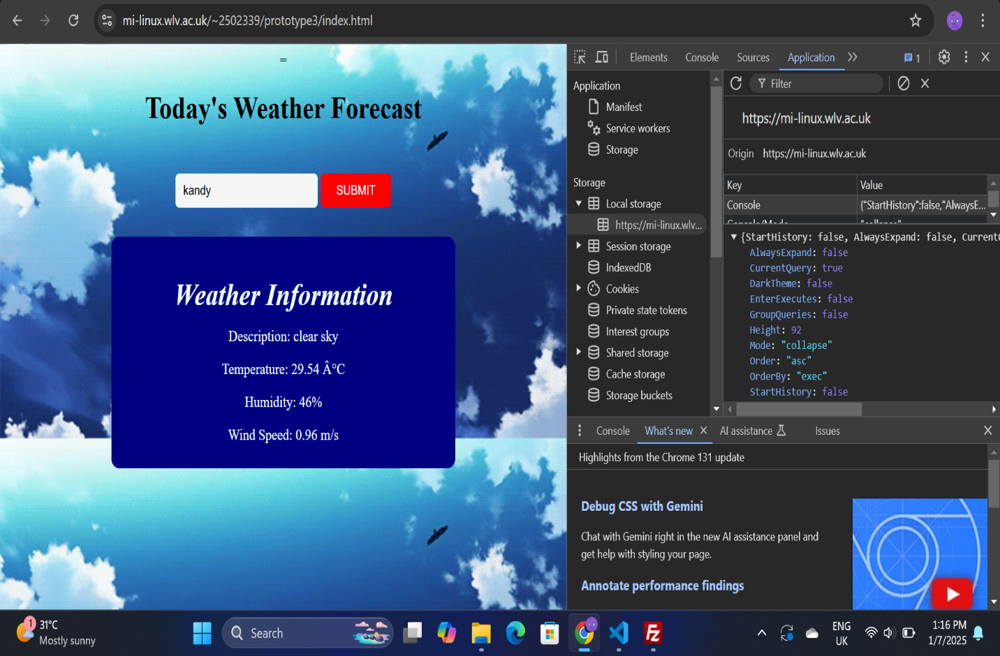 mi-linux.wlv.ac.uk/~2502339/prototype3/index.html
=
Today's Weather Forecast
kandy
SUBMIT
Weather Information
Description: clear sky
Temperature: 29.54 Â°C
Humidity: 46%
Wind Speed: 0.96 m/s
Elements Console Sources Application 1
Application
Manifest
Service workers
Storage
Storage
Local storage
https://mi-linux.wlv...
Session storage
IndexedDB
Cookies
Private state tokens
Interest groups
Shared storage
Cache storage
Storage buckets
Filter
https://mi-linux.wlv.ac.uk
Origin https://mi-linux.wlv.ac.uk
Key Value
Console {"StartHistory":false,"AlwaysE...
Console/Mode "collapse"
{StartHistory: false, AlwaysExpand: false, Current
AlwaysExpand: false
CurrentQuery: true
DarkTheme: false
EnterExecutes: false
GroupQueries: false
Height: 92
Mode: "collapse"
Order: "asc"
OrderBy: "exec"
StartHistory: false
Console What's new AI assistance Issues
Highlights from the Chrome 131 update
Debug CSS with Gemini
Chat with Gemini right in the new AI assistance panel and
get help with styling your page.
Annotate performance findings
1
31°C
Mostly sunny
Search
Fz
ENG
UK
1:16 PM
1/7/2025